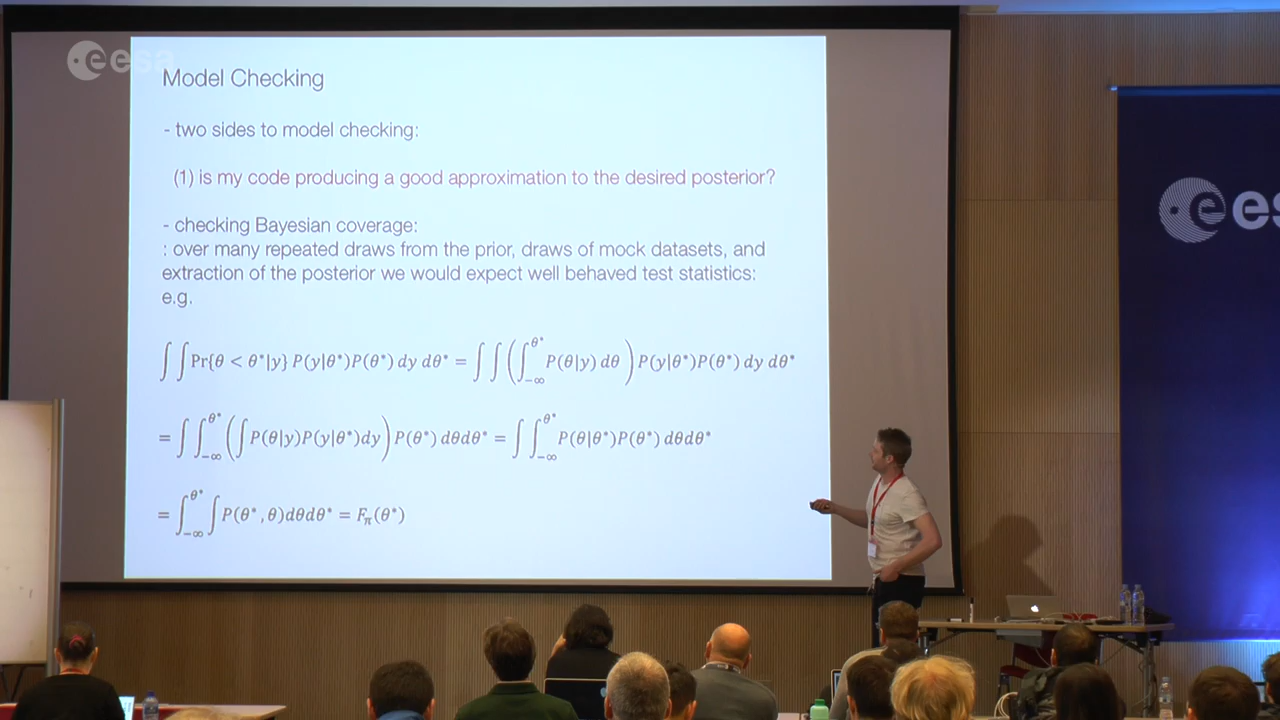 esa
Model Checking
- two sides to model checking:
(1) is my code producing a good approximation to the desired posterior?
- checking Bayesian coverage:
: over many repeated draws from the prior, draws of mock datasets, and
extraction of the posterior we would expect well behaved test statistics:
e.g.
∫ ∫ Pr{θ < θ*|y} P(y|θ*)P(θ*) dy dθ* = ∫ ∫ (∫_{-∞}^{θ*} P(θ|y) dθ) P(y|θ*)P(θ*) dy dθ*
= ∫ ∫_{-∞}^{θ*} (∫ P(θ|y)P(y|θ*)dy) P(θ*) dθdθ* = ∫ ∫_{-∞}^{θ*} P(θ|θ*)P(θ*) dθdθ*
= ∫_{-∞}^{θ*} ∫ P(θ*,θ)dθdθ* = F_π(θ*)
es